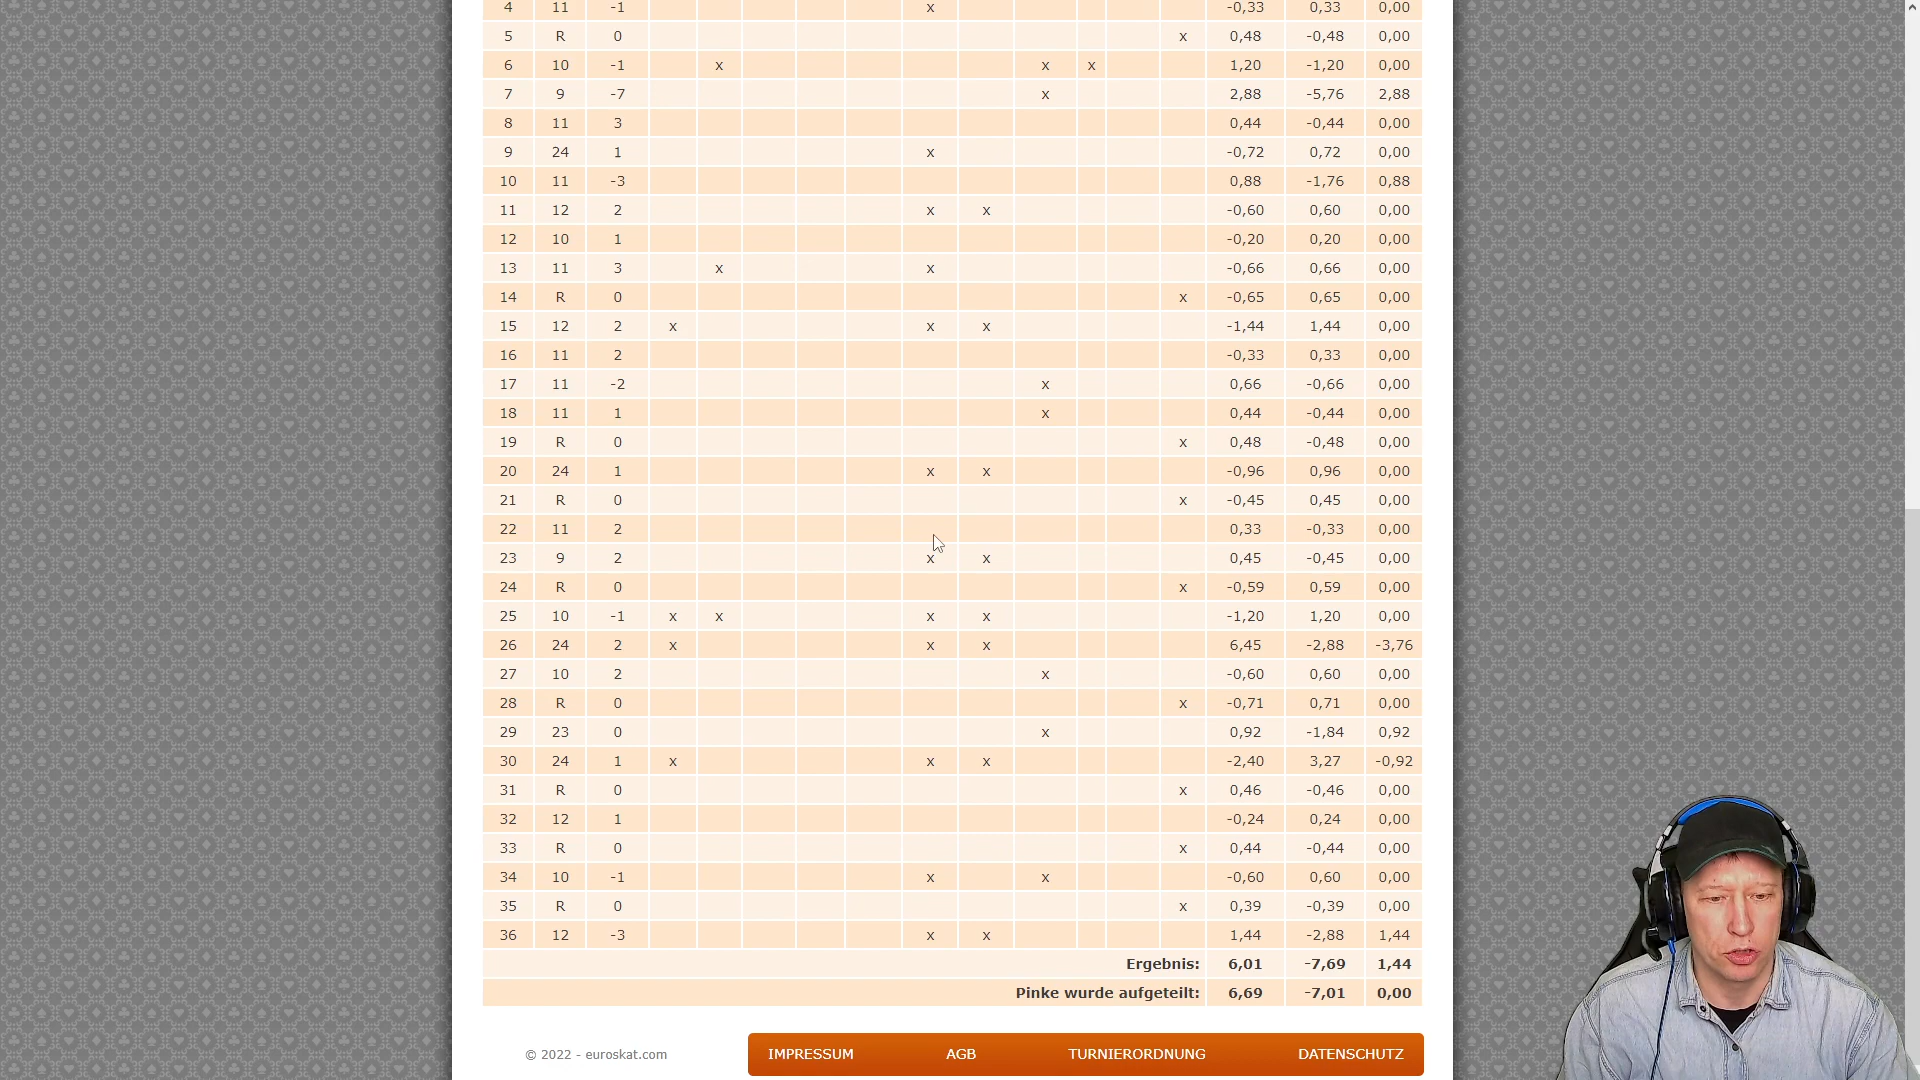 4 11 -1 x -0,33 0,33 0,00
5 R 0 x 0,48 -0,48 0,00
6 10 -1 x x x 1,20 -1,20 0,00
7 9 -7 x 2,88 -5,76 2,88
8 11 3 0,44 -0,44 0,00
9 24 1 x -0,72 0,72 0,00
10 11 -3 0,88 -1,76 0,88
11 12 2 x x -0,60 0,60 0,00
12 10 1 -0,20 0,20 0,00
13 11 3 x x -0,66 0,66 0,00
14 R 0 x -0,65 0,65 0,00
15 12 2 x x x -1,44 1,44 0,00
16 11 2 -0,33 0,33 0,00
17 11 -2 x 0,66 -0,66 0,00
18 11 1 x 0,44 -0,44 0,00
19 R 0 x 0,48 -0,48 0,00
20 24 1 x x -0,96 0,96 0,00
21 R 0 x -0,45 0,45 0,00
22 11 2 0,33 -0,33 0,00
23 9 2 x x 0,45 -0,45 0,00
24 R 0 x -0,59 0,59 0,00
25 10 -1 x x x x -1,20 1,20 0,00
26 24 2 x x x 6,45 -2,88 -3,76
27 10 2 x -0,60 0,60 0,00
28 R 0 x -0,71 0,71 0,00
29 23 0 x 0,92 -1,84 0,92
30 24 1 x x x -2,40 3,27 -0,92
31 R 0 x 0,46 -0,46 0,00
32 12 1 -0,24 0,24 0,00
33 R 0 x 0,44 -0,44 0,00
34 10 -1 x x -0,60 0,60 0,00
35 R 0 x 0,39 -0,39 0,00
36 12 -3 x x 1,44 -2,88 1,44
Ergebnis: 6,01 -7,69 1,44
Pinke wurde aufgeteilt: 6,69 -7,01 0,00
© 2022 - euroskat.com IMPRESSUM AGB TURNIERORDNUNG DATENSCHUTZ